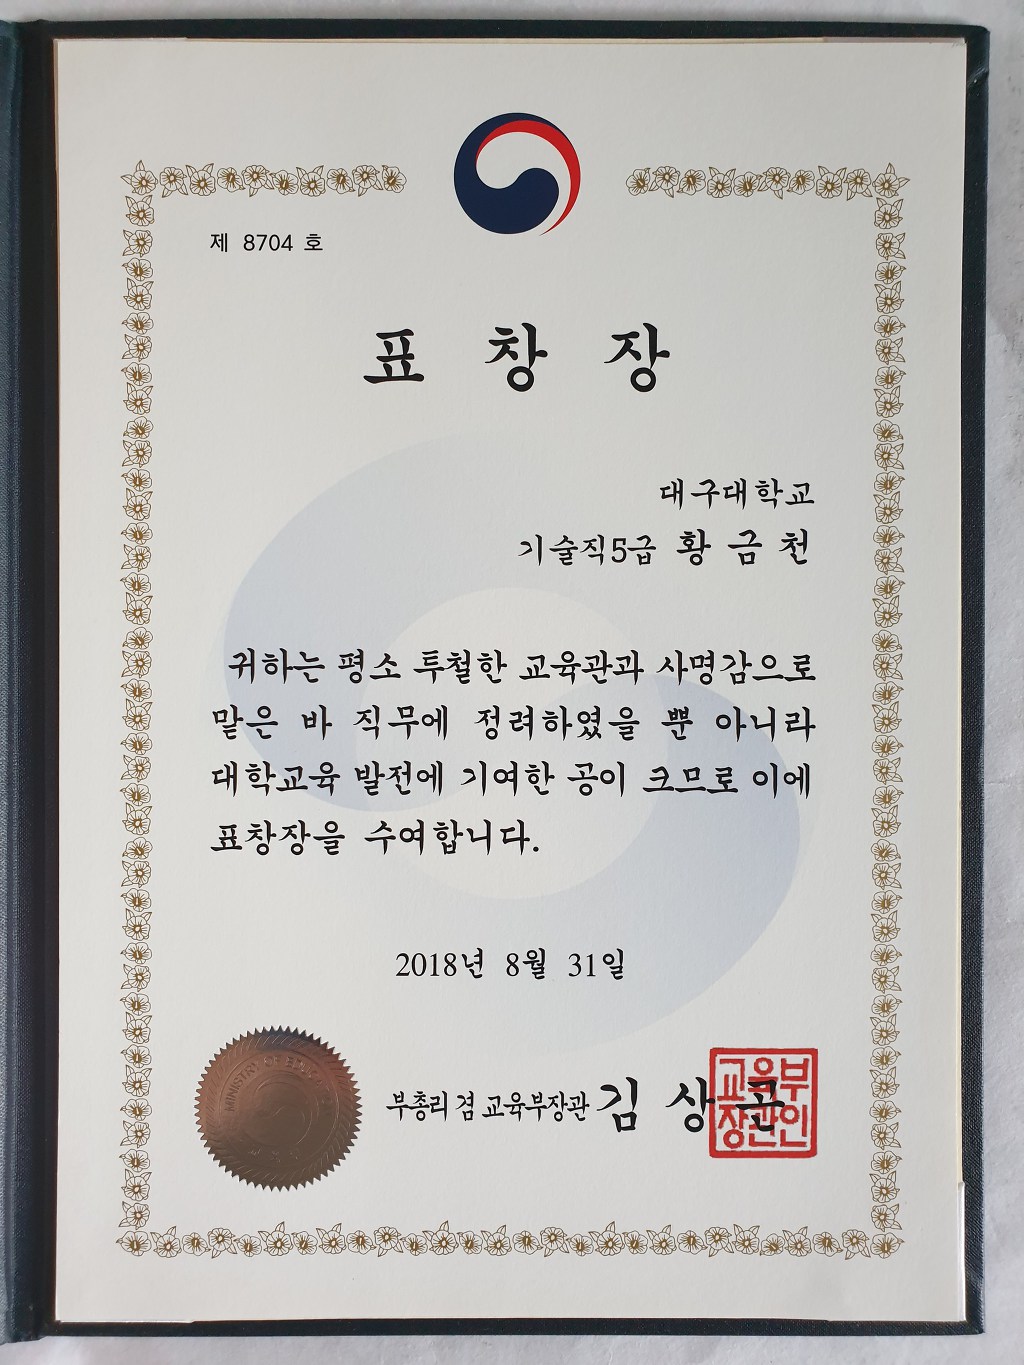 제 8704 호
표 창 장
대구대학교
기술직5급 황 금 천
귀하는 평소 투철한 교육관과 사명감으로
맡은 바 직무에 정려하였을 뿐 아니라
대학교육 발전에 기여한 공이 크므로 이에
표창장을 수여합니다.
2018년 8월 31일
MINISTRY OF EDUCATION
부총리 겸 교육부장관 김 상 곤
교육부
장관인